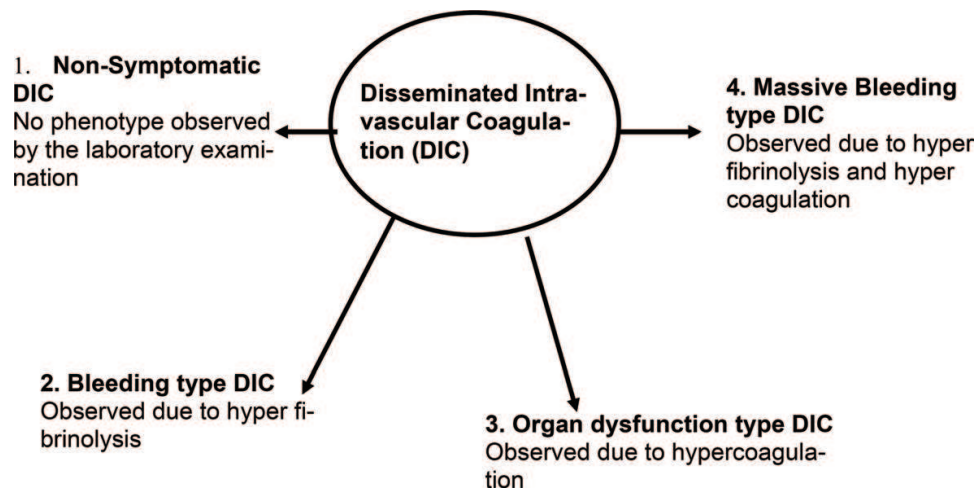 Disseminated Intra-
vascular Coagula-
tion (DIC)
1. Non-Symptomatic
DIC
No phenotype observed
by the laboratory exami-
nation
2. Bleeding type DIC
Observed due to hyper fi-
brinolysis
3. Organ dysfunction type DIC
Observed due to hypercoagula-
tion
4. Massive Bleeding
type DIC
Observed due to hyper
fibrinolysis and hyper
coagulation